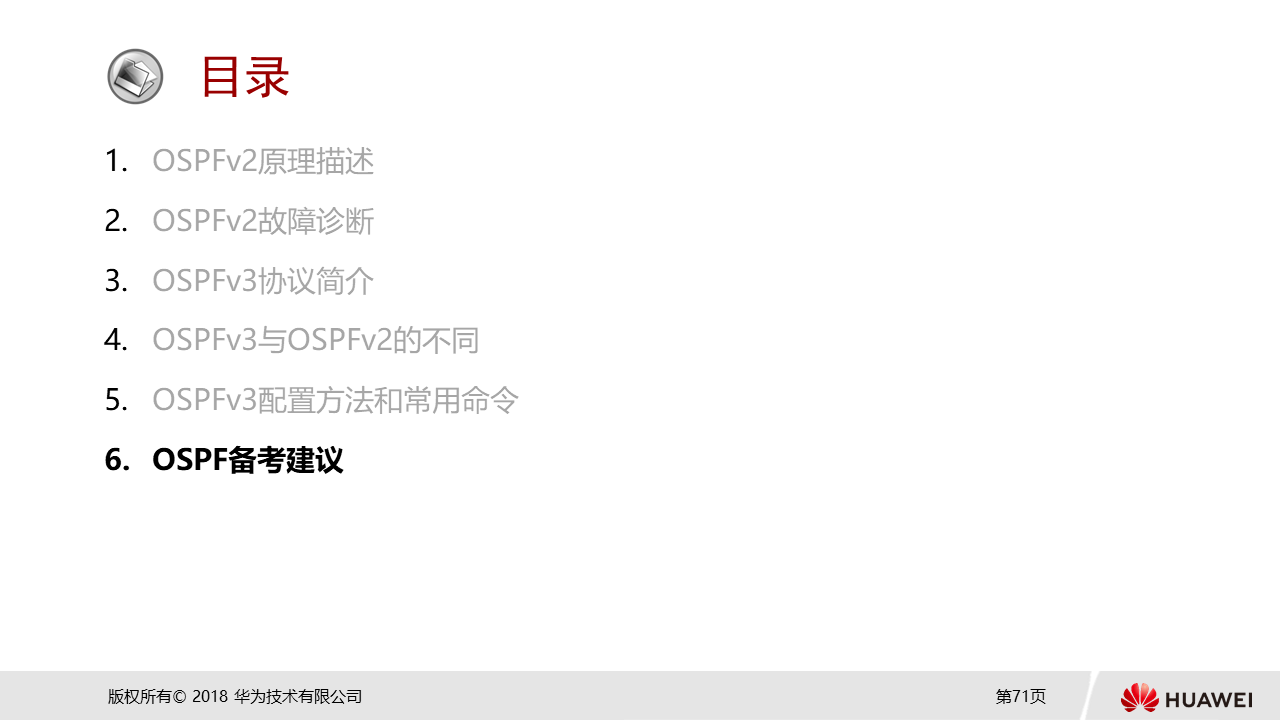 目录
1. OSPFv2原理描述
2. OSPFv2故障诊断
3. OSPFv3协议简介
4. OSPFv3与OSPFv2的不同
5. OSPFv3配置方法和常用命令
6. OSPF备考建议
版权所有© 2018 华为技术有限公司
第71页
HUAWEI